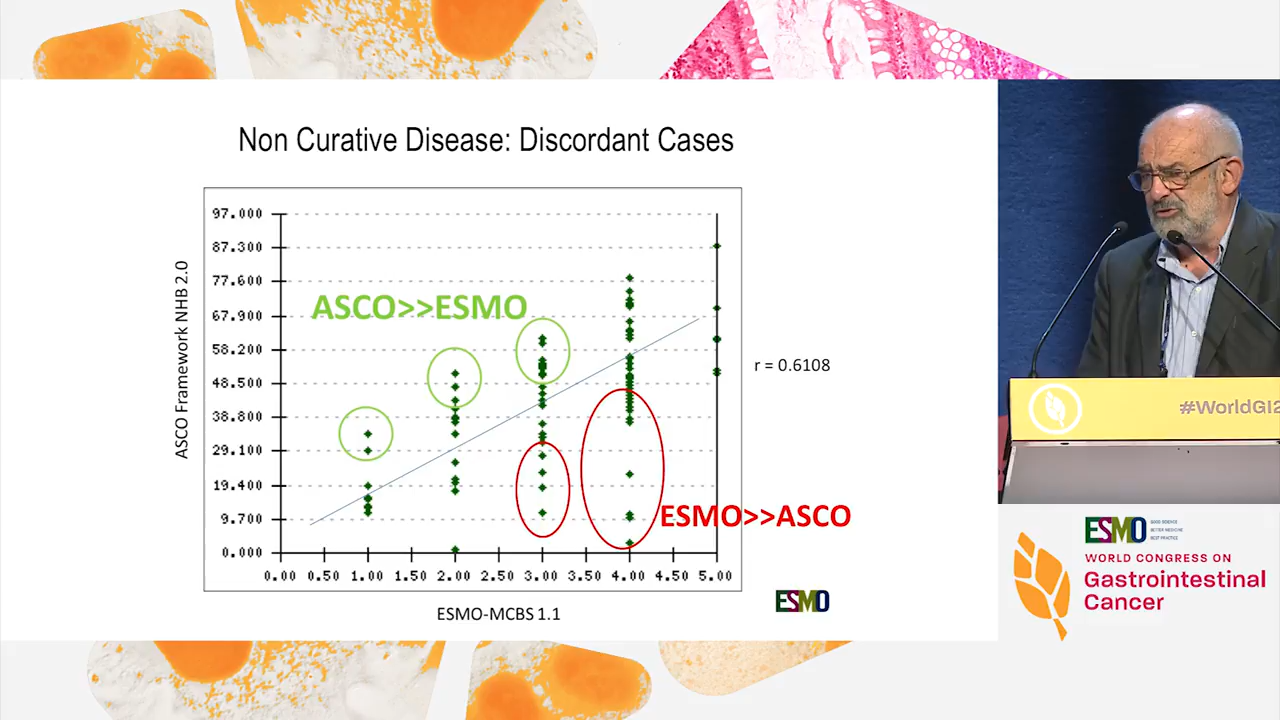 Non Curative Disease: Discordant Cases
ASCO Framework NHB 2.0
97.000
87.300
77.600
67.900
58.200
48.500
38.800
29.100
19.400
9.700
0.000
ASCO>>ESMO
ESMO>>ASCO
r = 0.6108
0.00 0.50 1.00 1.50 2.00 2.50 3.00 3.50 4.00 4.50 5.00
ESMO-MCBS 1.1
ESMO
#WorldGI2
ESMO
GOOD SCIENCE
BETTER MEDICINE
BEST PRACTICE
WORLD CONGRESS ON
Gastrointestinal
Cancer